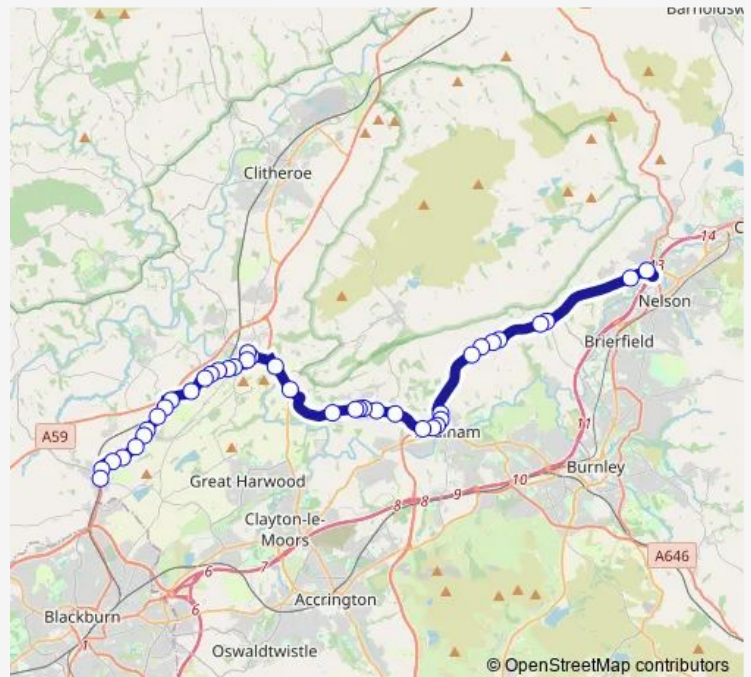 Barnoldsw
Clitheroe
14
13
Nelson
Brierfield
A59
11
Great Harwood
Burnley
10
9
8
8
Clayton-le-
Moors
7
6
A646
6
Accrington
Blackburn
1
Oswaldtwistle
© OpenStreetMap contributors